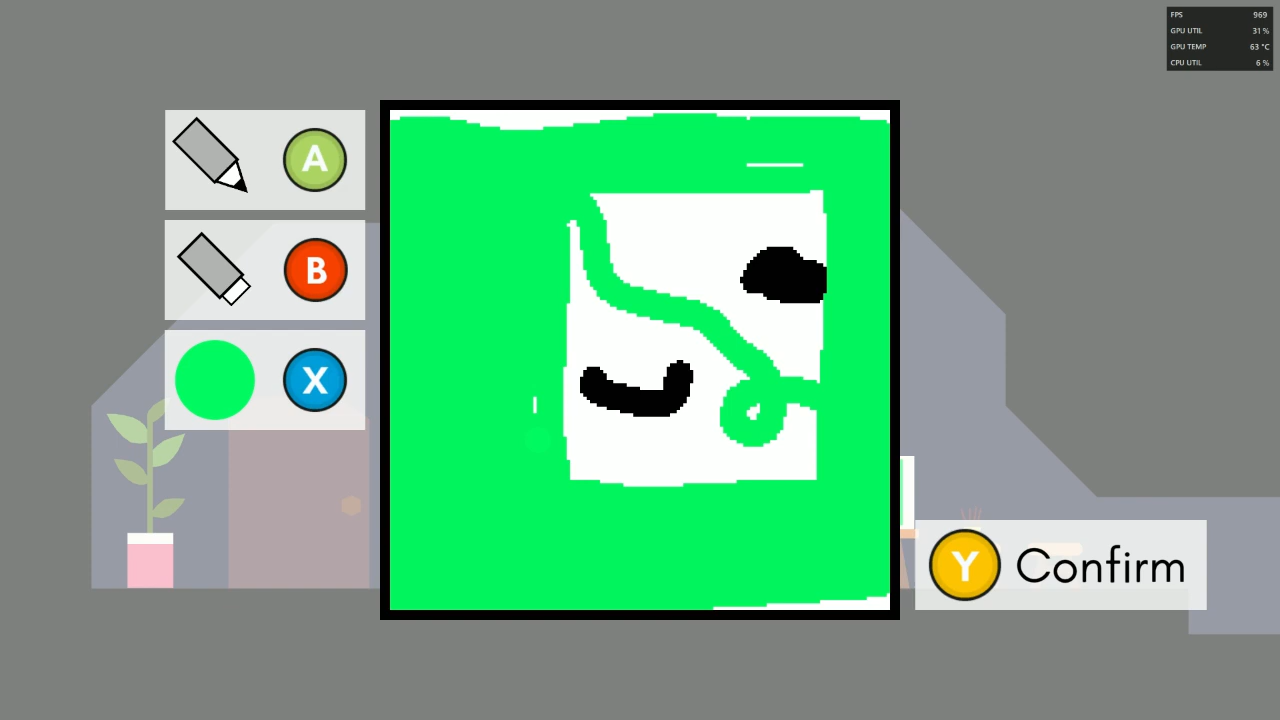 FPS 969
GPU UTIL 31 %
GPU TEMP 63 °C
CPU UTIL 6 %
A
B
X
Y Confirm